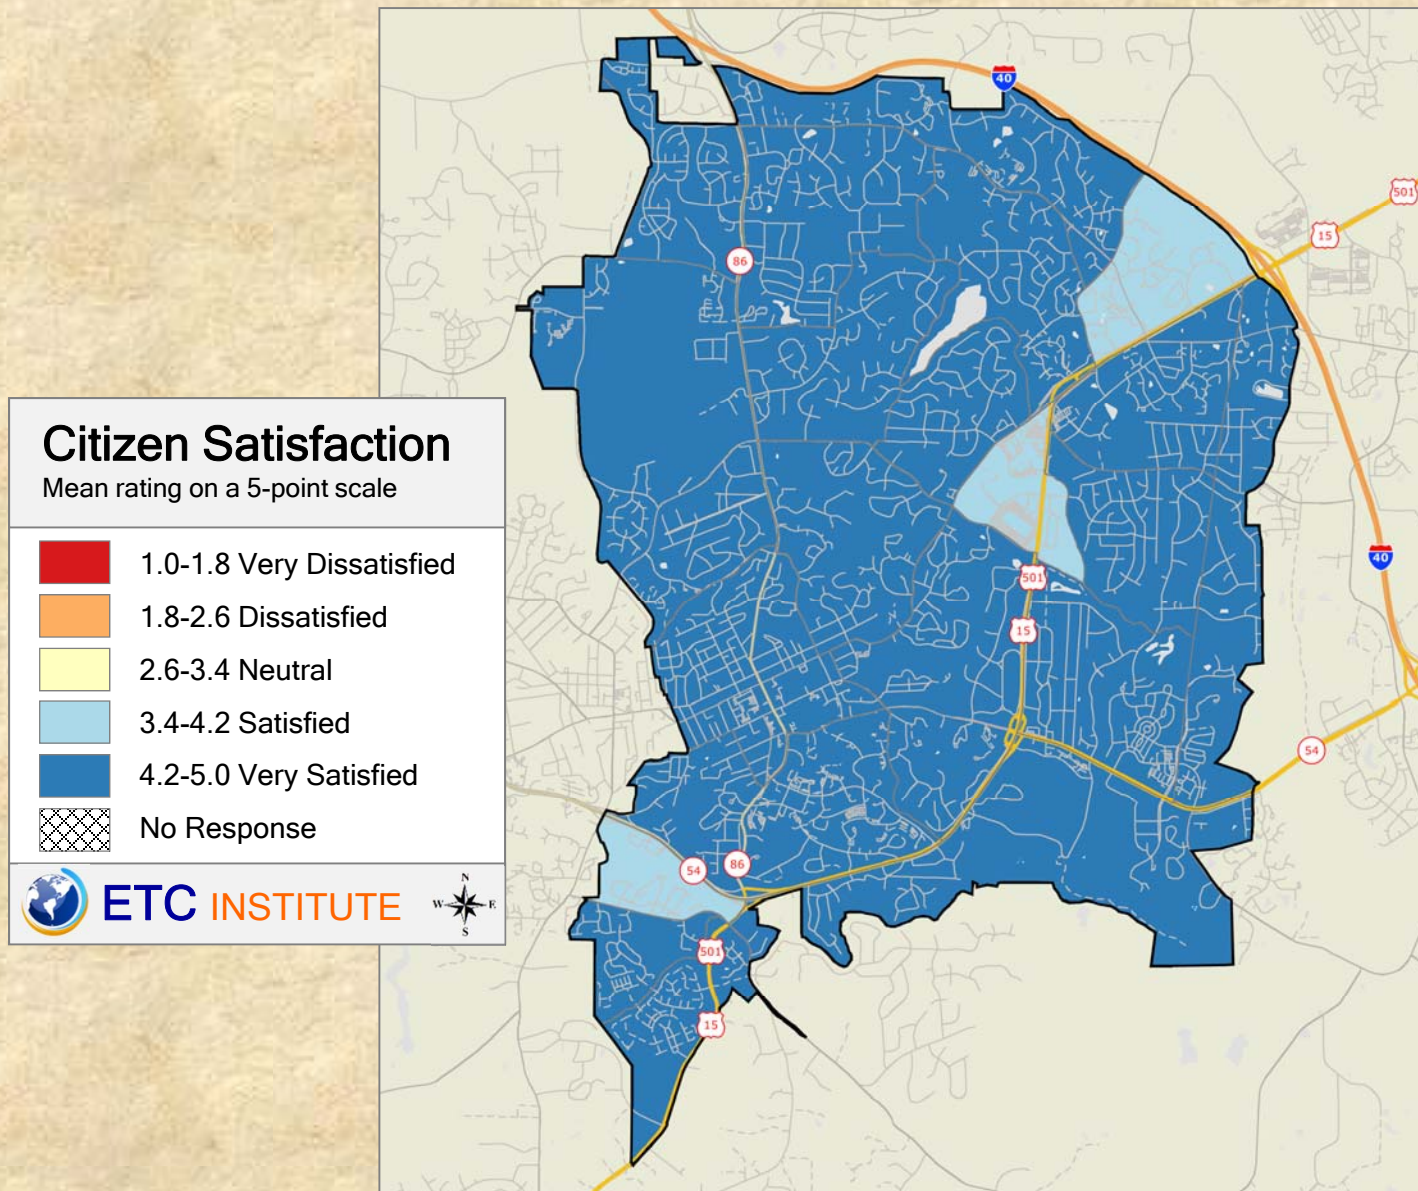 40
501
15
86
Citizen Satisfaction
Mean rating on a 5-point scale
1.0-1.8 Very Dissatisfied
1.8-2.6 Dissatisfied
2.6-3.4 Neutral
3.4-4.2 Satisfied
4.2-5.0 Very Satisfied
No Response
ETC INSTITUTE
N
W E
S
40
501
15
54
54
86
501
15